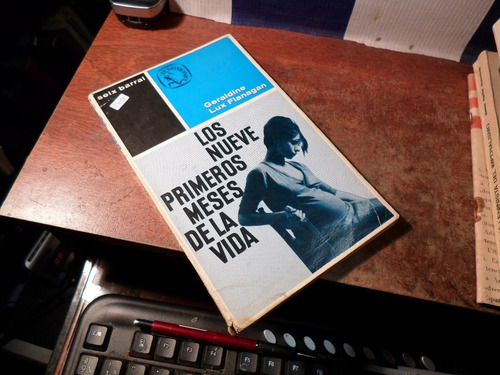 seix barral
Geraldine
Lux Flanagan
LOS
NUEVE
PRIMEROS
MESES
DE LA
VIDA